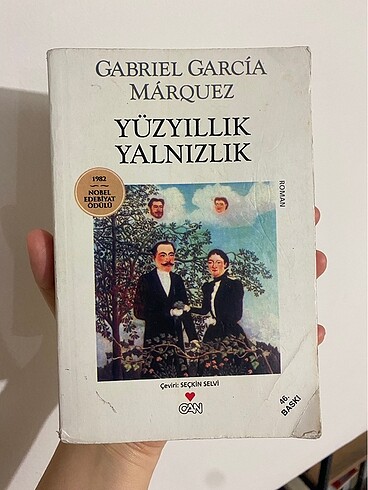 GABRIEL GARCÍA
MÁRQUEZ
YÜZYILLIK
YALNIZLIK
1982
NOBEL
EDEBİYAT
ÖDÜLÜ
ROMAN
Çeviri: SEÇKİN SELVİ
CAN
46.
BASKI